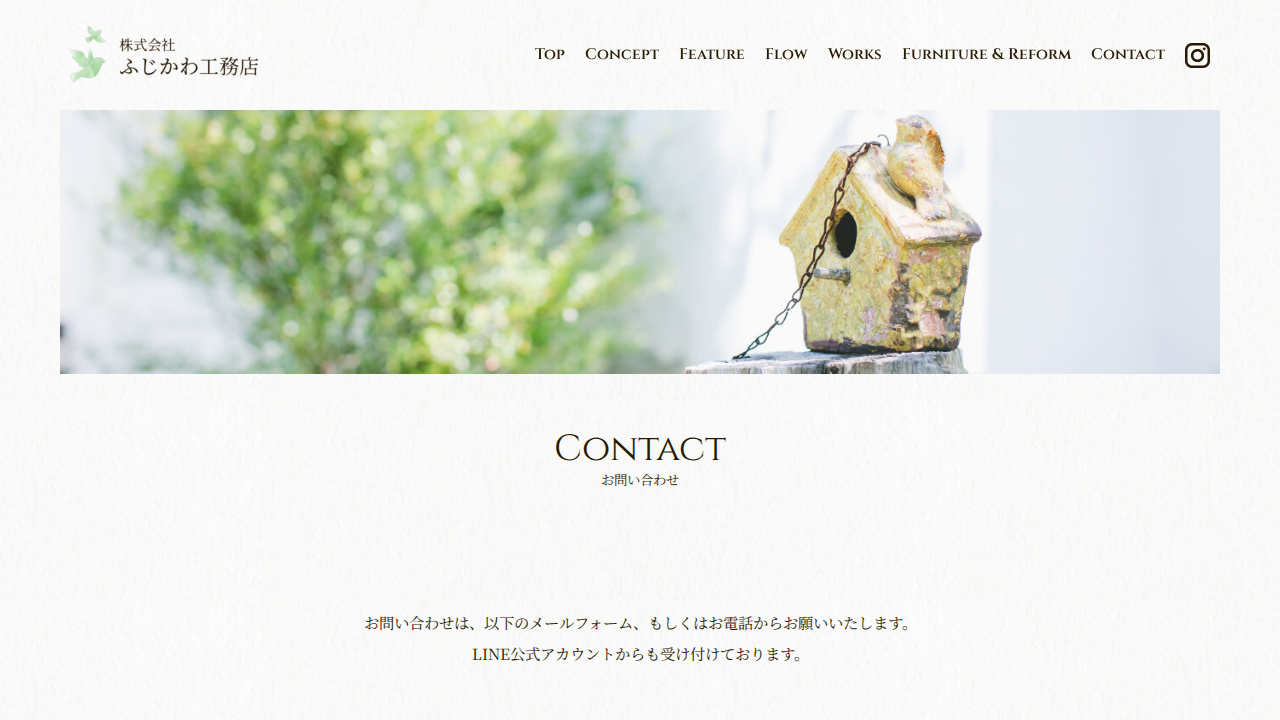 株式会社
ふじかわ工務店
Top Concept Feature Flow Works Furniture & Reform Contact
Contact
お問い合わせ
お問い合わせは、以下のメールフォーム、もしくはお電話からお願いいたします。
LINE公式アカウントからも受け付けております。